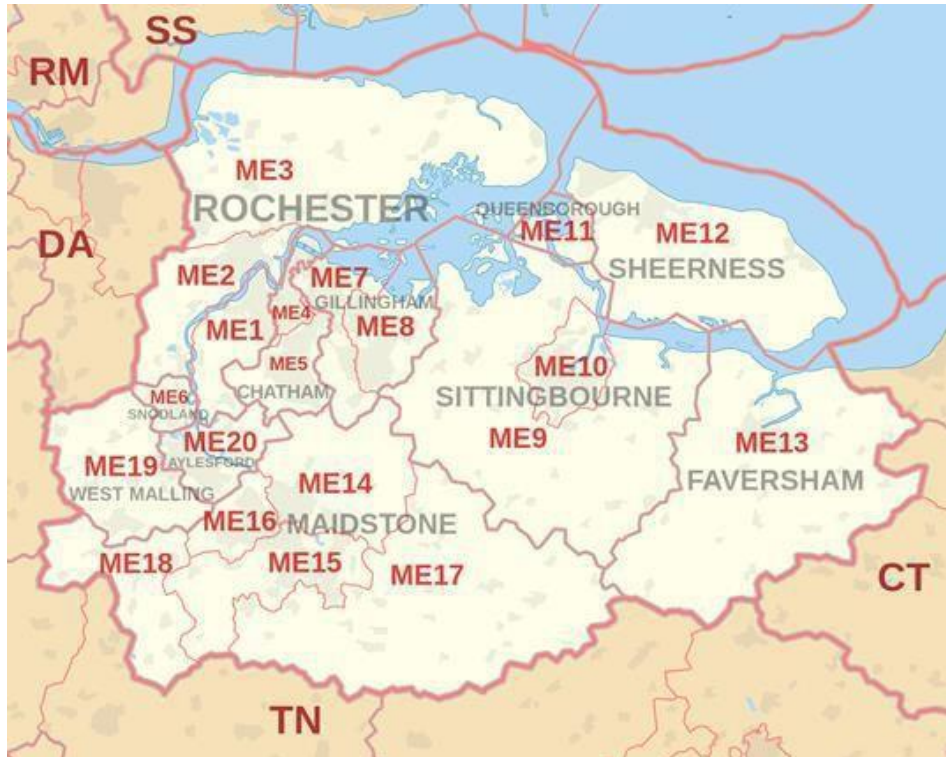 SS
RM
ME3
ROCHESTER
QUEENBOROUGH
ME11
ME12
SHEERNESS
DA
ME2
ME7
GILLINGHAM
ME4
ME1
ME8
ME5
CHATHAM
ME10
SITTINGBOURNE
ME6
SNODLAND
ME9
ME20
AYLESFORD
ME13
FAVERSHAM
ME19
WEST MALLING
ME14
ME16
MAIDSTONE
ME18
ME15
ME17
CT
TN